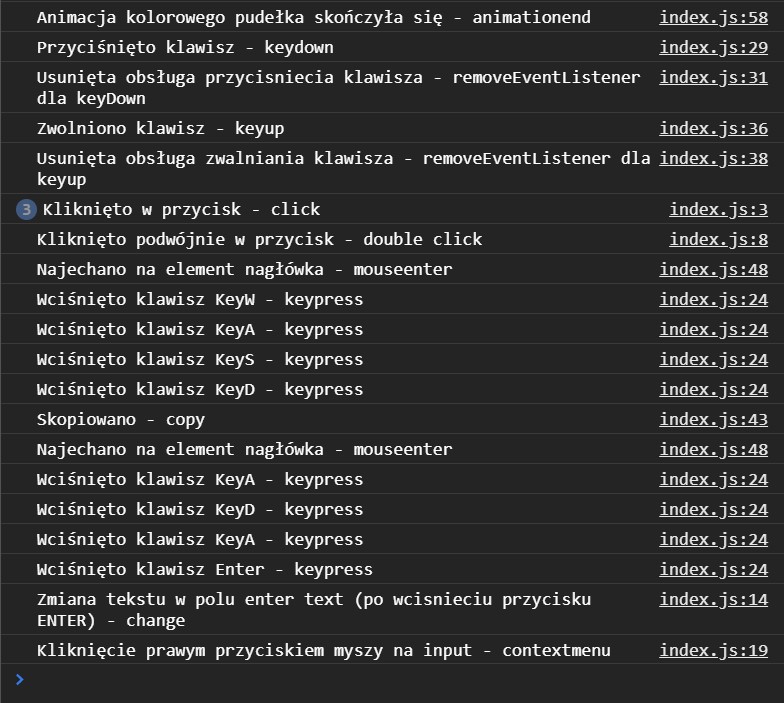 Animacja kolorowego pudełka skończyła się - animationend index.js:58
Przyciśnięto klawisz - keydown index.js:29
Usunięta obsługa przycisniecia klawisza - removeEventListener index.js:31
dla keyDown
Zwolniono klawisz - keyup index.js:36
Usunięta obsługa zwalniania klawisza - removeEventListener dla index.js:38
keyup
3 Kliknięto w przycisk - click index.js:3
Kliknięto podwójnie w przycisk - double click index.js:8
Najechano na element nagłówka - mouseenter index.js:48
Wciśnięto klawisz KeyW - keypress index.js:24
Wciśnięto klawisz KeyA - keypress index.js:24
Wciśnięto klawisz KeyS - keypress index.js:24
Wciśnięto klawisz KeyD - keypress index.js:24
Skopiowano - copy index.js:43
Najechano na element nagłówka - mouseenter index.js:48
Wciśnięto klawisz KeyA - keypress index.js:24
Wciśnięto klawisz KeyD - keypress index.js:24
Wciśnięto klawisz KeyA - keypress index.js:24
Wciśnięto klawisz Enter - keypress index.js:24
Zmiana tekstu w polu enter text (po wcisnieciu przycisku index.js:14
ENTER) - change
Kliknięcie prawym przyciskiem myszy na input - contextmenu index.js:19